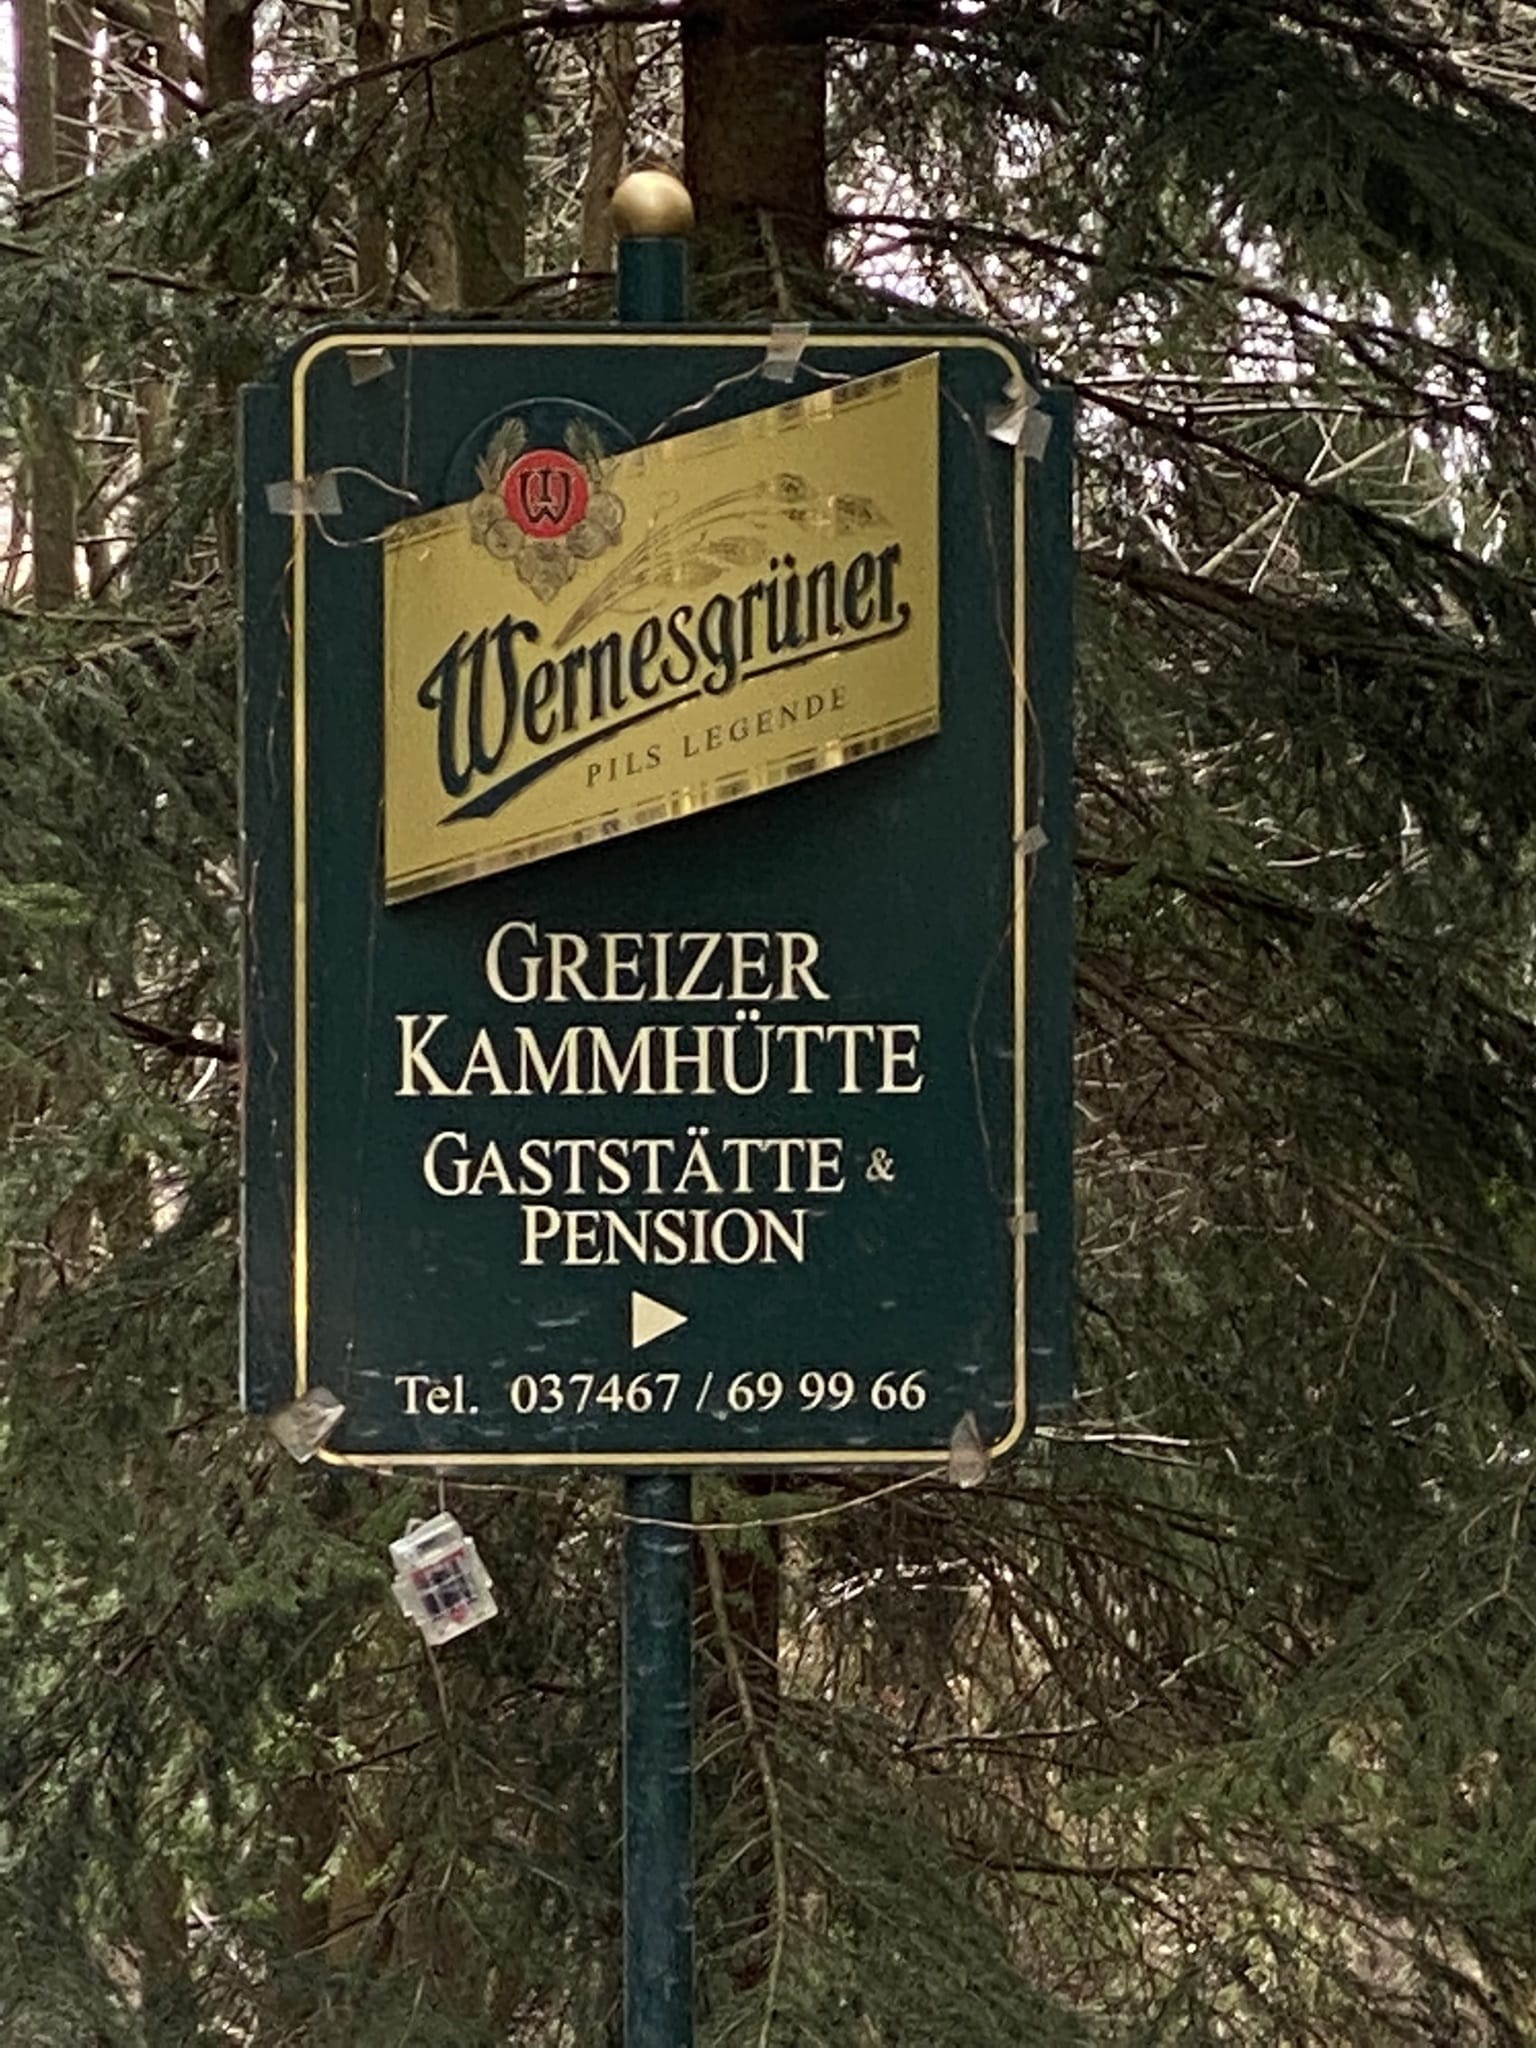 W
Wernesgrüner
PILS LEGENDE
GREIZER
KAMMHÜTTE
GASTSTÄTTE &
PENSION
Tel. 037467 / 69 99 66